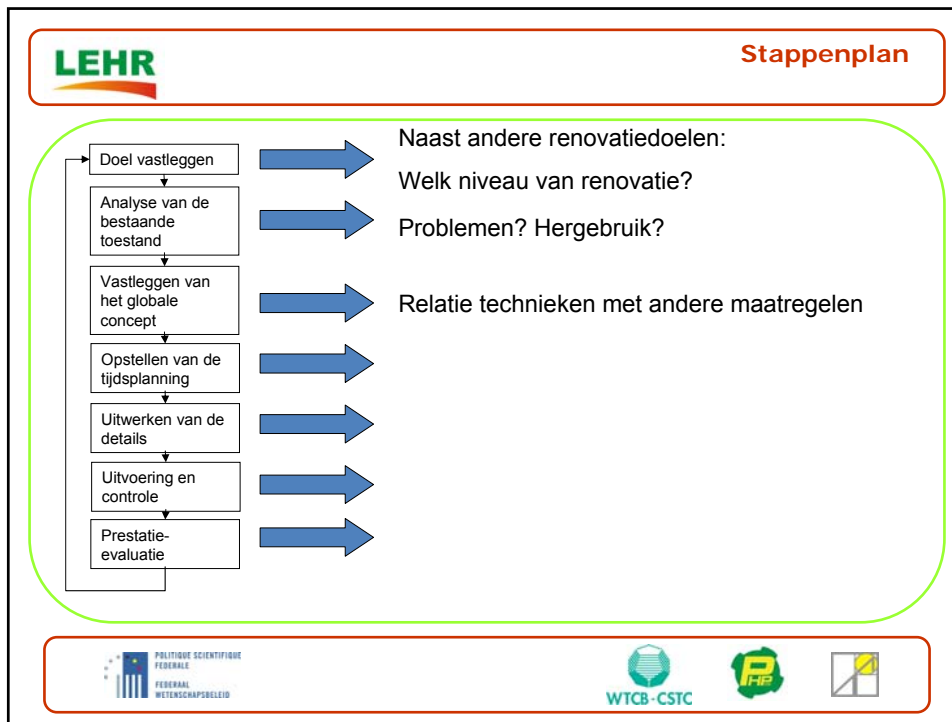 LEHR
Stappenplan
Doel vastleggen
Naast andere renovatiedoelen:
Welk niveau van renovatie?
Analyse van de
bestaande
toestand
Problemen? Hergebruik?
Vastleggen van
het globale
concept
Relatie technieken met andere maatregelen
Opstellen van de
tijdsplanning
Uitwerken van de
details
Uitvoering en
controle
Prestatie-
evaluatie
POLITIQUE SCIENTIFIQUE
FEDERALE
FEDERAAL
WETENSCHAPSBELEID
WTCB-CSTC
PHP